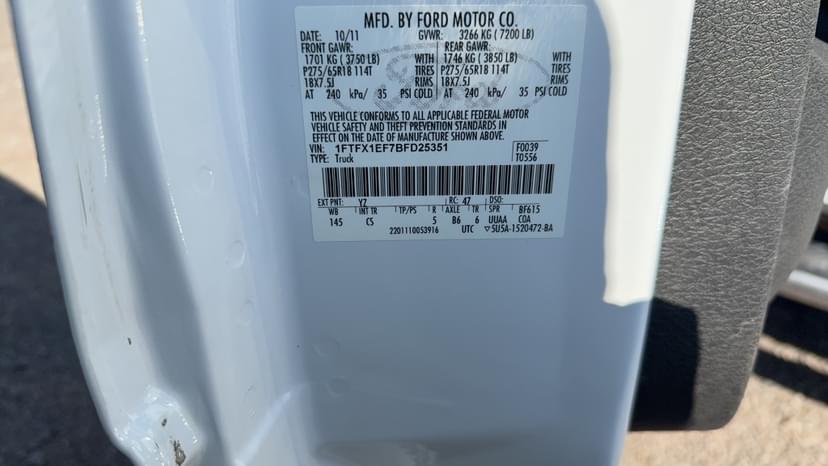 MFD. BY FORD MOTOR CO.
DATE: 10/11 GVWR: 3266 KG ( 7200 LB)
FRONT GAWR: REAR GAWR:
1701 KG ( 3750 LB) WITH 1746 KG ( 3850 LB) WITH
P275/65R18 114T TIRES P275/65R18 114T TIRES
18X7.5J RIMS 18X7.5J RIMS
AT 240 kPa/ 35 PSI COLD AT 240 kPa/ 35 PSI COLD
THIS VEHICLE CONFORMS TO ALL APPLICABLE FEDERAL MOTOR
VEHICLE SAFETY AND THEFT PREVENTION STANDARDS IN
EFFECT ON THE DATE OF MANUFACTURE SHOWN ABOVE.
VIN: 1FTFX1EF7BFD25351 F0039
TYPE: Truck T0556
EXT PNT: YZ RC: 47 DSO:
WB INT TR TP/PS R AXLE TR SPR BF615
145 CS 5 B6 6 UUAA COA
22011100S3916 UTC ▽5U5A-1520472-BA